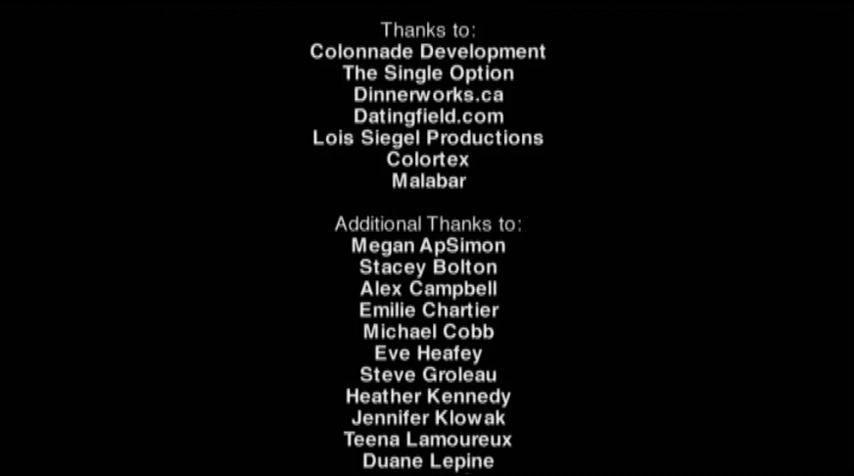 Thanks to:
Colonnade Development
The Single Option
Dinnerworks.ca
Datingfield.com
Lois Siegel Productions
Colortex
Malabar
Additional Thanks to:
Megan ApSimon
Stacey Bolton
Alex Campbell
Emilie Chartier
Michael Cobb
Eve Heafey
Steve Groleau
Heather Kennedy
Jennifer Klowak
Teena Lamoureux
Duane Lepine